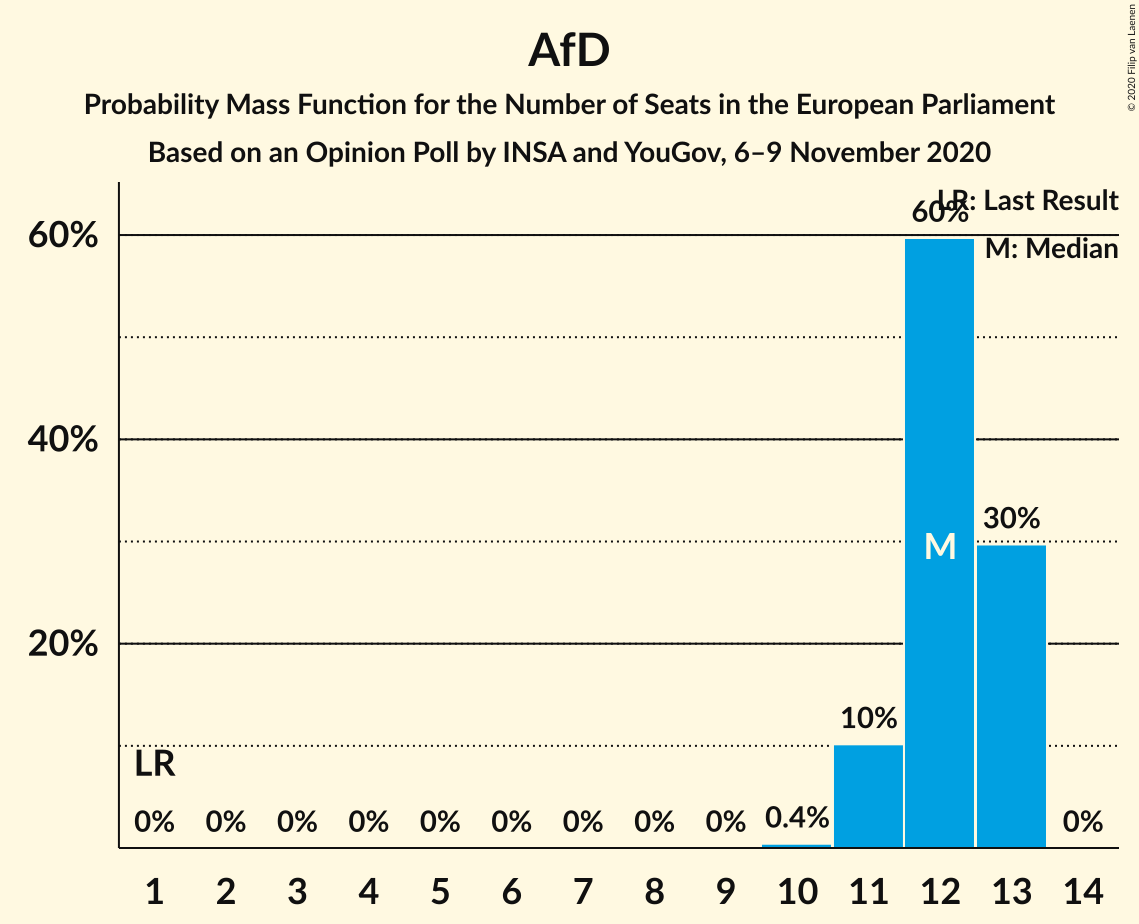 AfD
Probability Mass Function for the Number of Seats in the European Parliament
Based on an Opinion Poll by INSA and YouGov, 6–9 November 2020
© 2020 Filip van Laenen
LR: Last Result
M: Median
60%
40%
20%
LR
0% 0% 0% 0% 0% 0% 0% 0% 0% 0.4% 10% 60% 30% 0%
M
1 2 3 4 5 6 7 8 9 10 11 12 13 14